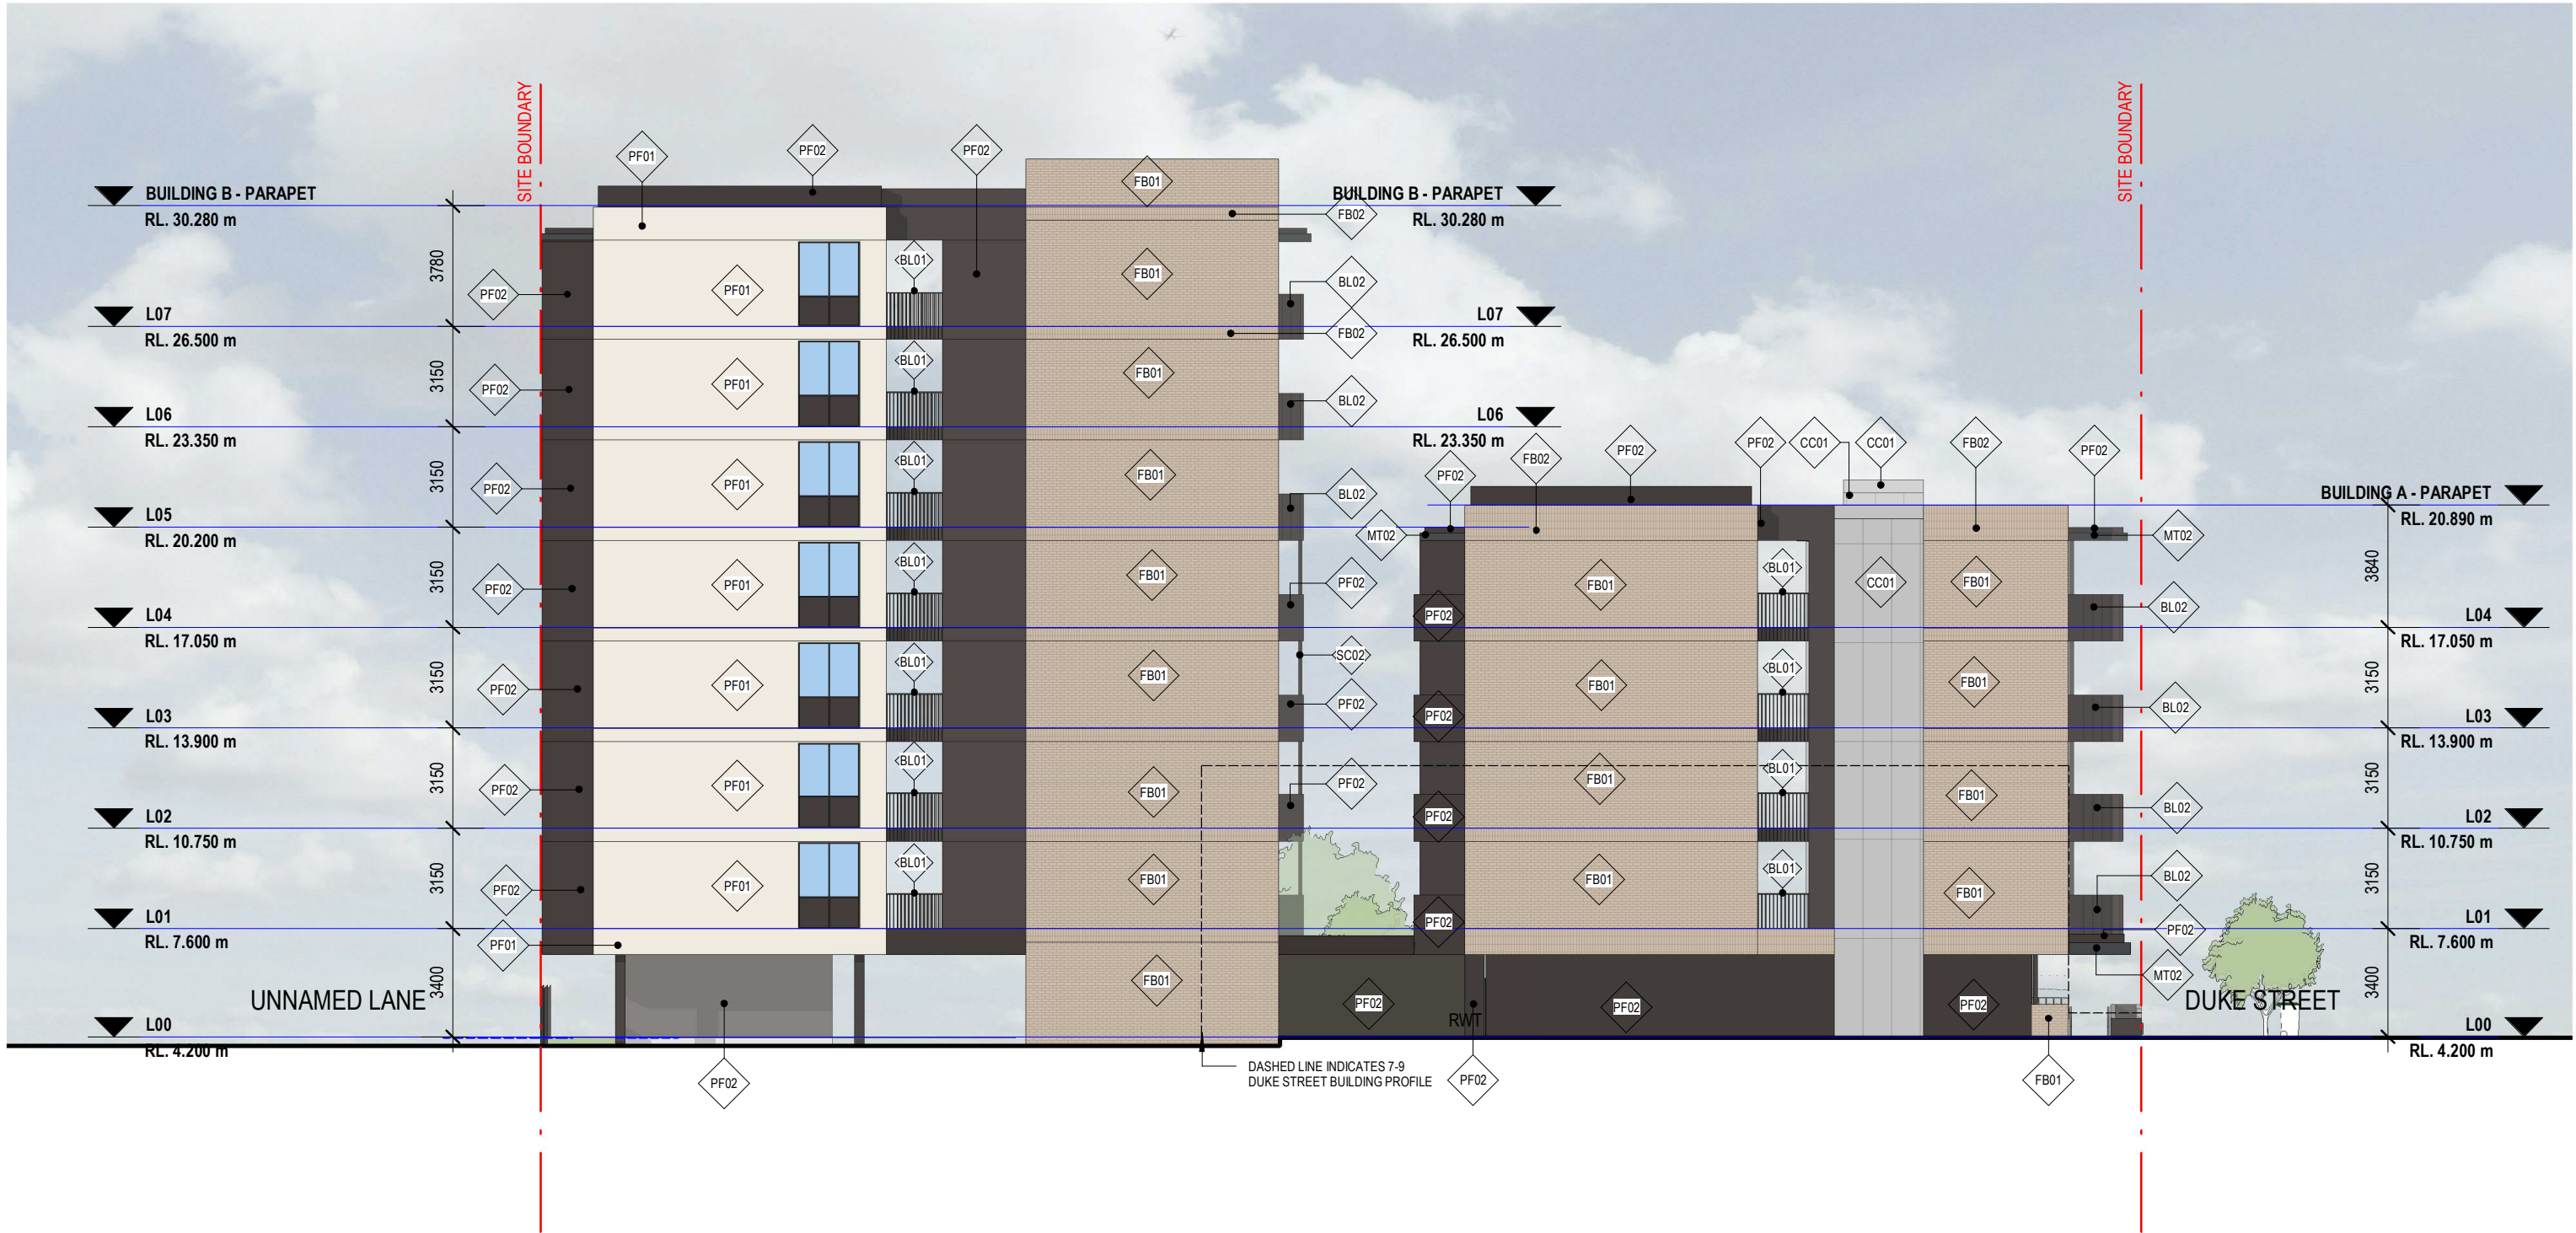 SITE BOUNDARY
SITE BOUNDARY
PF01
PF02
PF02
FB01
BUILDING B - PARAPET
RL. 30.280 m
BUILDING B - PARAPET
RL. 30.280 m
FB02
3780
PF02
PF01
BL01
FB01
BL02
L07
RL. 26.500 m
L07
RL. 26.500 m
FB02
3150
PF02
PF01
BL01
FB01
BL02
L06
RL. 23.350 m
L06
RL. 23.350 m
PF02
FB02
PF02
PF02
CC01
CC01
FB02
PF02
3150
PF02
PF01
BL01
FB01
BL02
BUILDING A - PARAPET
RL. 20.890 m
L05
RL. 20.200 m
MT02
MT02
3150
PF02
PF01
BL01
FB01
PF02
PF02
FB01
BL01
CC01
FB01
BL02
3840
L04
RL. 17.050 m
L04
RL. 17.050 m
3150
PF02
PF01
BL01
FB01
SC02
PF02
PF02
FB01
BL01
FB01
BL02
3150
L03
RL. 13.900 m
L03
RL. 13.900 m
3150
PF02
PF01
BL01
FB01
PF02
PF02
FB01
BL01
FB01
BL02
3150
L02
RL. 10.750 m
L02
RL. 10.750 m
3150
PF02
PF01
BL01
FB01
PF02
FB01
BL01
FB01
BL02
3150
L01
RL. 7.600 m
L01
RL. 7.600 m
PF01
PF02
MT02
UNNAMED LANE
3400
FB01
PF02
RWT
PF02
PF02
DUKE STREET
3400
L00
RL. 4.200 m
L00
RL. 4.200 m
PF02
DASHED LINE INDICATES 7-9
DUKE STREET BUILDING PROFILE
PF02
FB01